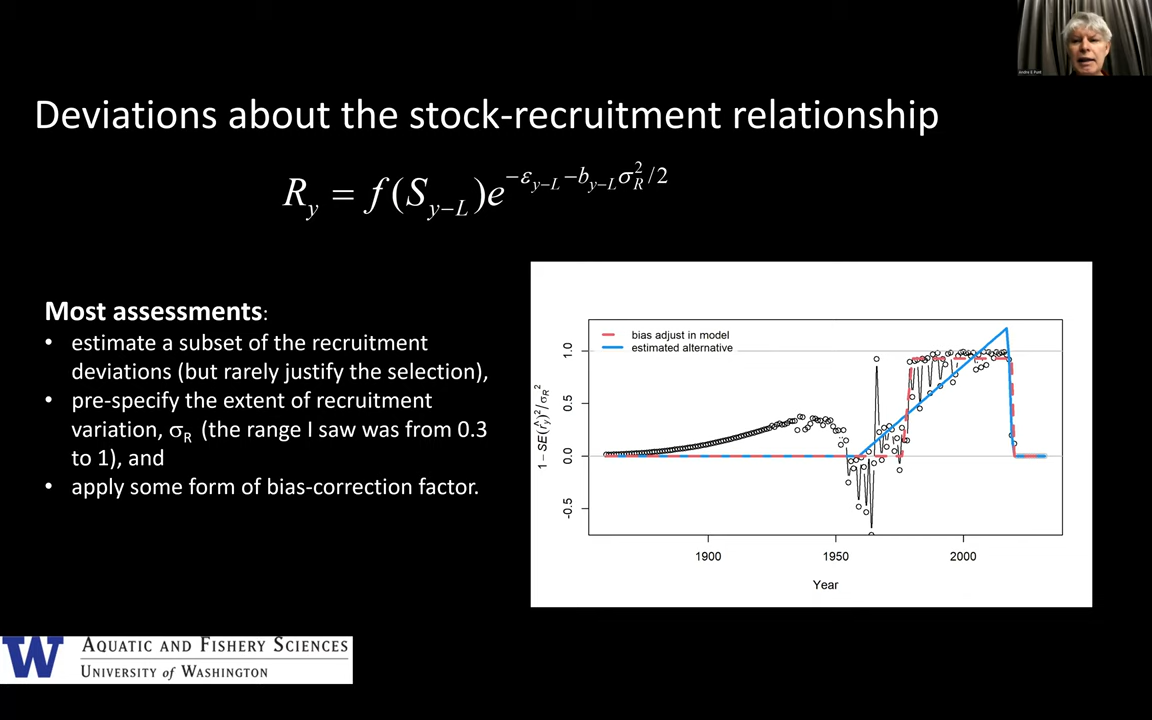 Andre E Punt
Deviations about the stock-recruitment relationship
R_y = f(S_{y−L})e^{−ε_{y−L}−b_{y−L}σ_R^2/2}
Most assessments:
• estimate a subset of the recruitment
deviations (but rarely justify the selection),
• pre-specify the extent of recruitment
variation, σ_R (the range I saw was from 0.3
to 1), and
• apply some form of bias-correction factor.
bias adjust in model
estimated alternative
1 − SE(r̂_y)^2/σ_R^2
1.0
0.5
0.0
-0.5
1900 1950 2000
Year
W AQUATIC AND FISHERY SCIENCES
UNIVERSITY of WASHINGTON